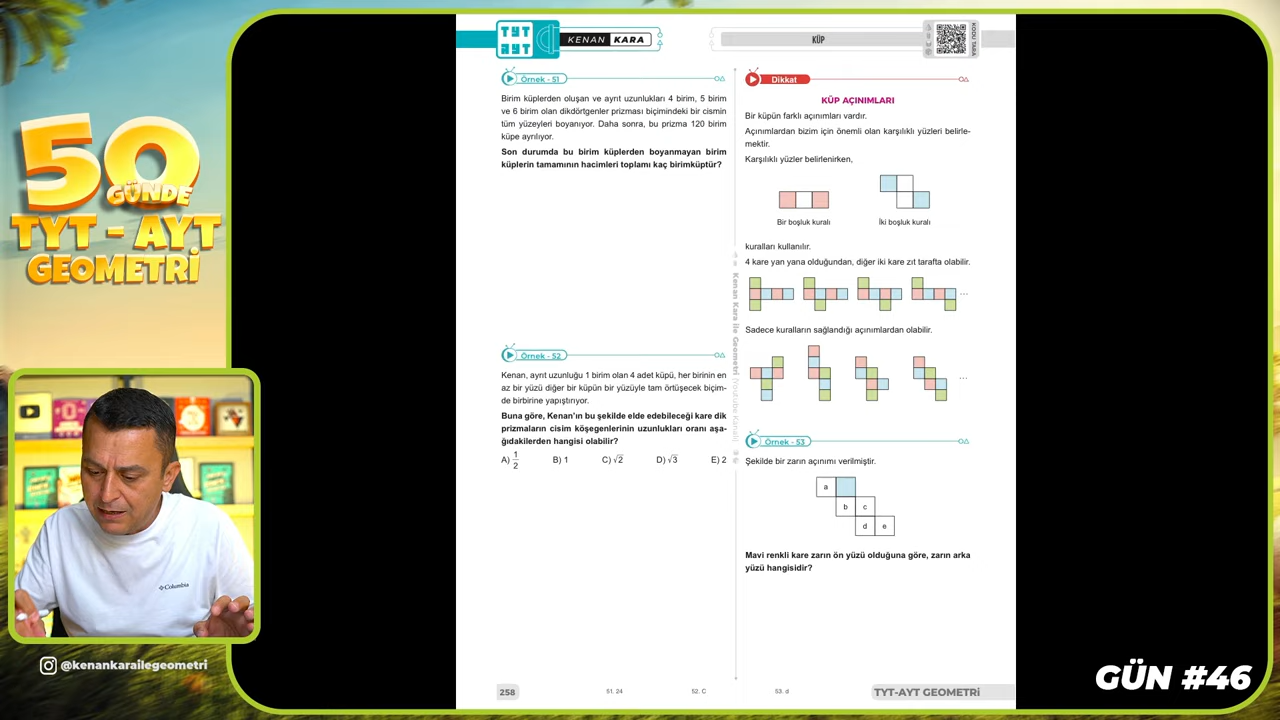 50
GÜNDE
TYT - AYT
GEOMETRİ
Columbia
@kenankarailegeometri
TYT
AYT
KENAN KARA
KÜP
KODU TARA
Örnek - 51
Birim küplerden oluşan ve ayrıt uzunlukları 4 birim, 5 birim
ve 6 birim olan dikdörtgenler prizması biçimindeki bir cismin
tüm yüzeyleri boyanıyor. Daha sonra, bu prizma 120 birim
küpe ayrılıyor.
Son durumda bu birim küplerden boyanmayan birim
küplerin tamamının hacimleri toplamı kaç birimküptür?
Örnek - 52
Kenan, ayrıt uzunluğu 1 birim olan 4 adet küpü, her birinin en
az bir yüzü diğer bir küpün bir yüzüyle tam örtüşecek biçim-
de birbirine yapıştırıyor.
Buna göre, Kenan'ın bu şekilde elde edebileceği kare dik
prizmaların cisim köşegenlerinin uzunlukları oranı aşa-
ğıdakilerden hangisi olabilir?
A) 1/2 B) 1 C) √2 D) √3 E) 2
Kenan Kara ile Geometri (Youtube Kanalı)
Dikkat
KÜP AÇINIMLARI
Bir küpün farklı açınımları vardır.
Açınımlardan bizim için önemli olan karşılıklı yüzleri belirle-
mektir.
Karşılıklı yüzler belirlenirken,
Bir boşluk kuralı İki boşluk kuralı
kuralları kullanılır.
4 kare yan yana olduğundan, diğer iki kare zıt tarafta olabilir.
...
Sadece kuralların sağlandığı açınımlardan olabilir.
...
Örnek - 53
Şekilde bir zarın açınımı verilmiştir.
a
b c
d e
Mavi renkli kare zarın ön yüzü olduğuna göre, zarın arka
yüzü hangisidir?
258
51. 24 52. C 53. d
TYT-AYT GEOMETRİ
GÜN #46